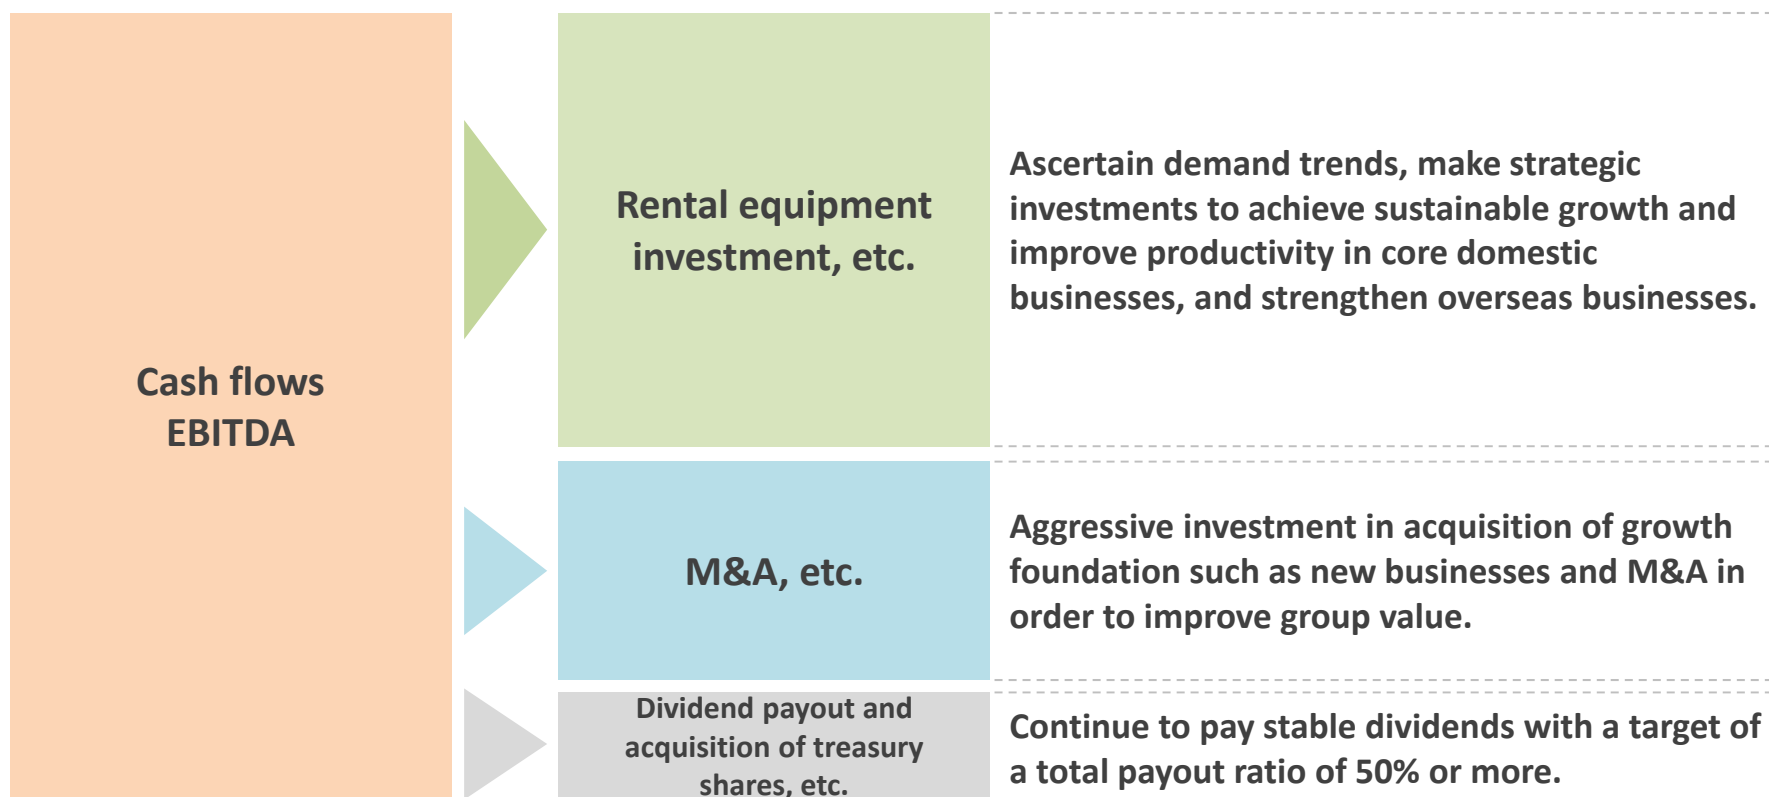 Cash flows
EBITDA
Rental equipment
investment, etc.
Ascertain demand trends, make strategic
investments to achieve sustainable growth and
improve productivity in core domestic
businesses, and strengthen overseas businesses.
M&A, etc.
Aggressive investment in acquisition of growth
foundation such as new businesses and M&A in
order to improve group value.
Dividend payout and
acquisition of treasury
shares, etc.
Continue to pay stable dividends with a target of
a total payout ratio of 50% or more.